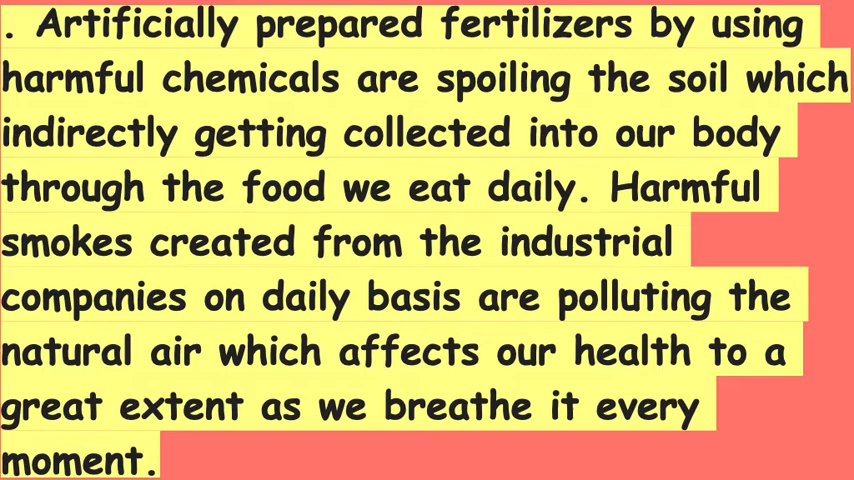 . Artificially prepared fertilizers by using
harmful chemicals are spoiling the soil which
indirectly getting collected into our body
through the food we eat daily. Harmful
smokes created from the industrial
companies on daily basis are polluting the
natural air which affects our health to a
great extent as we breathe it every
moment.